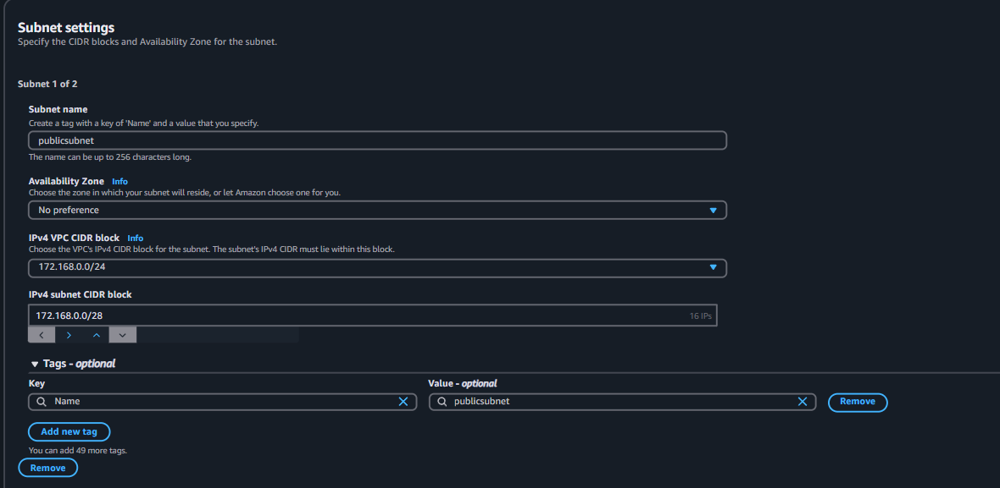 Subnet settings
Specify the CIDR blocks and Availability Zone for the subnet.
Subnet 1 of 2
Subnet name
Create a tag with a key of 'Name' and a value that you specify.
publicsubnet
The name can be up to 256 characters long.
Availability Zone Info
Choose the zone in which your subnet will reside, or let Amazon choose one for you.
No preference
IPv4 VPC CIDR block Info
Choose the VPC's IPv4 CIDR block for the subnet. The subnet's IPv4 CIDR must lie within this block.
172.168.0.0/24
IPv4 subnet CIDR block
172.168.0.0/28 16 IPs
Tags - optional
Key Value - optional
Name publicsubnet Remove
Add new tag
You can add 49 more tags.
Remove